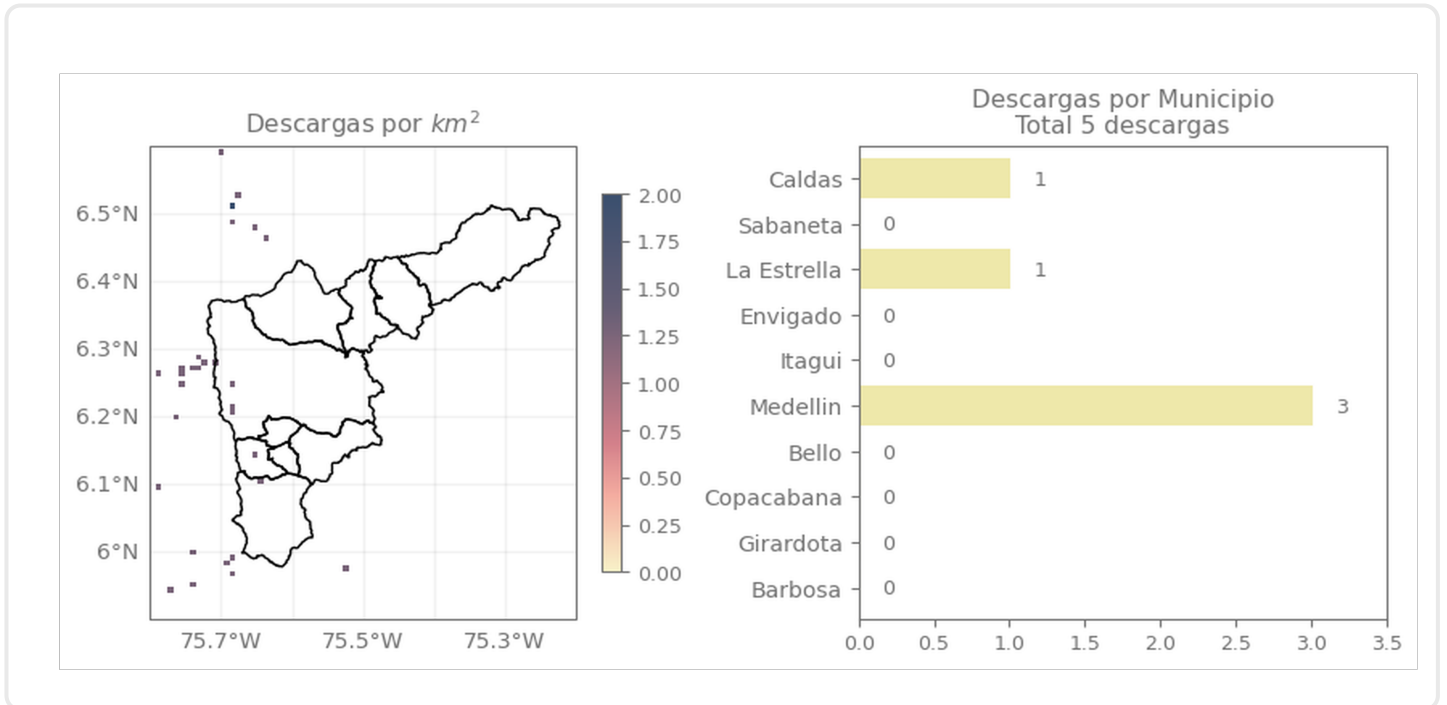 Descargas por km²
6.5°N
6.4°N
6.3°N
6.2°N
6.1°N
6°N
75.7°W 75.5°W 75.3°W
2.00
1.75
1.50
1.25
1.00
0.75
0.50
0.25
0.00
Descargas por Municipio
Total 5 descargas
Caldas 1
Sabaneta 0
La Estrella 1
Envigado 0
Itagui 0
Medellin 3
Bello 0
Copacabana 0
Girardota 0
Barbosa 0
0.0 0.5 1.0 1.5 2.0 2.5 3.0 3.5